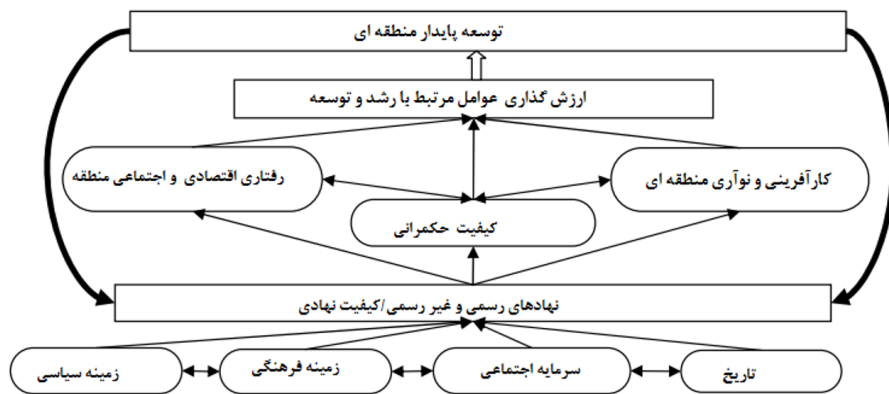 توسعه پایدار منطقه ای
ارزش گذاری عوامل مرتبط با رشد و توسعه
کارآفرینی و نوآری منطقه ای
رفتاری اقتصادی و اجتماعی منطقه
کیفیت حکمرانی
نهادهای رسمی و غیر رسمی/کیفیت نهادی
تاریخ
سرمایه اجتماعی
زمینه فرهنگی
زمینه سیاسی